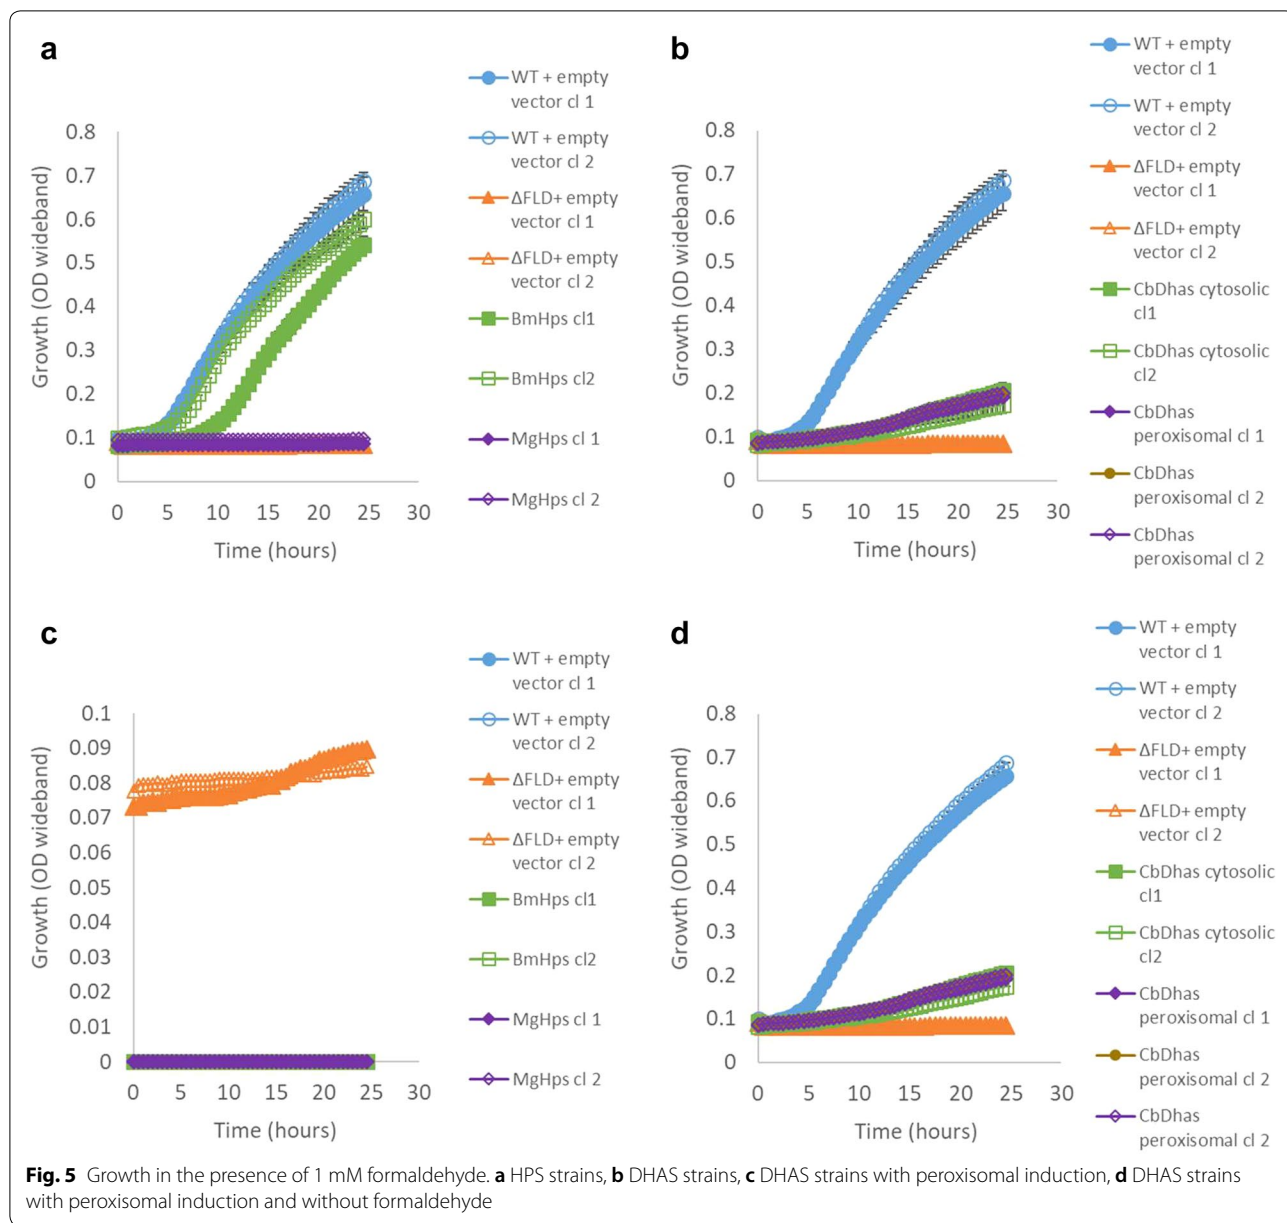 a
WT + empty
vector cl 1
WT + empty
vector cl 2
ΔFLD+ empty
vector cl 1
ΔFLD+ empty
vector cl 2
BmHps cl1
BmHps cl2
MgHps cl 1
MgHps cl 2
Growth (OD wideband)
0.8
0.7
0.6
0.5
0.4
0.3
0.2
0.1
0
0 5 10 15 20 25 30
Time (hours)
b
WT + empty
vector cl 1
WT + empty
vector cl 2
ΔFLD+ empty
vector cl 1
ΔFLD+ empty
vector cl 2
CbDhas cytosolic
cl1
CbDhas cytosolic
cl2
CbDhas
peroxisomal cl 1
CbDhas
peroxisomal cl 2
CbDhas
peroxisomal cl 2
Growth (OD wideband)
0.8
0.7
0.6
0.5
0.4
0.3
0.2
0.1
0
0 5 10 15 20 25 30
Time (hours)
c
WT + empty
vector cl 1
WT + empty
vector cl 2
ΔFLD+ empty
vector cl 1
ΔFLD+ empty
vector cl 2
BmHps cl1
BmHps cl2
MgHps cl 1
MgHps cl 2
Growth (OD wideband)
0.1
0.09
0.08
0.07
0.06
0.05
0.04
0.03
0.02
0.01
0
0 5 10 15 20 25 30
Time (hours)
d
WT + empty
vector cl 1
WT + empty
vector cl 2
ΔFLD+ empty
vector cl 1
ΔFLD+ empty
vector cl 2
CbDhas cytosolic
cl1
CbDhas cytosolic
cl2
CbDhas
peroxisomal cl 1
CbDhas
peroxisomal cl 2
CbDhas
peroxisomal cl 2
Growth (OD wideband)
0.8
0.7
0.6
0.5
0.4
0.3
0.2
0.1
0
0 5 10 15 20 25 30
Time (hours)
Fig. 5 Growth in the presence of 1 mM formaldehyde. a HPS strains, b DHAS strains, c DHAS strains with peroxisomal induction, d DHAS strains
with peroxisomal induction and without formaldehyde